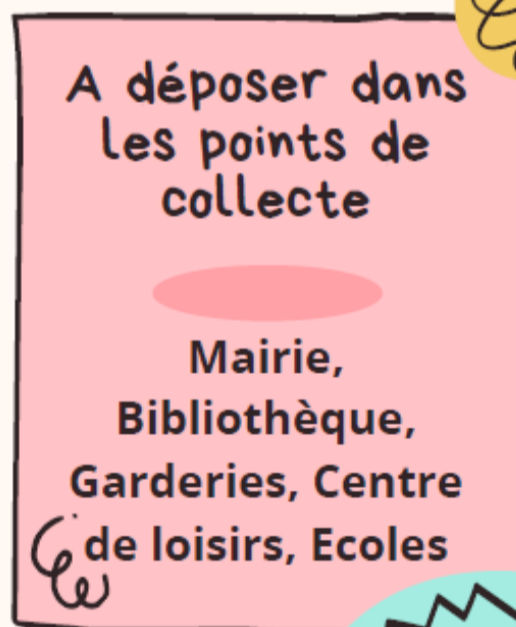 A déposer dans
les points de
collecte
Mairie,
Bibliothèque,
Garderies, Centre
de loisirs, Ecoles